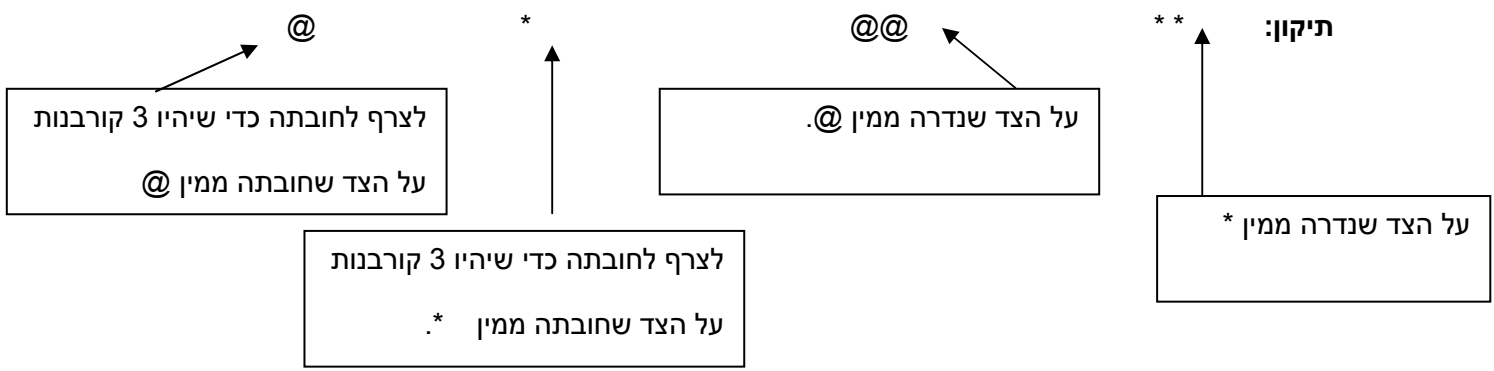 תיקון: * * @@ * @
על הצד שנדרה ממין *
על הצד שנדרה ממין @.
לצרף לחובתה כדי שיהיו 3 קורבנות
על הצד שחובתה ממין *.
לצרף לחובתה כדי שיהיו 3 קורבנות
על הצד שחובתה ממין @